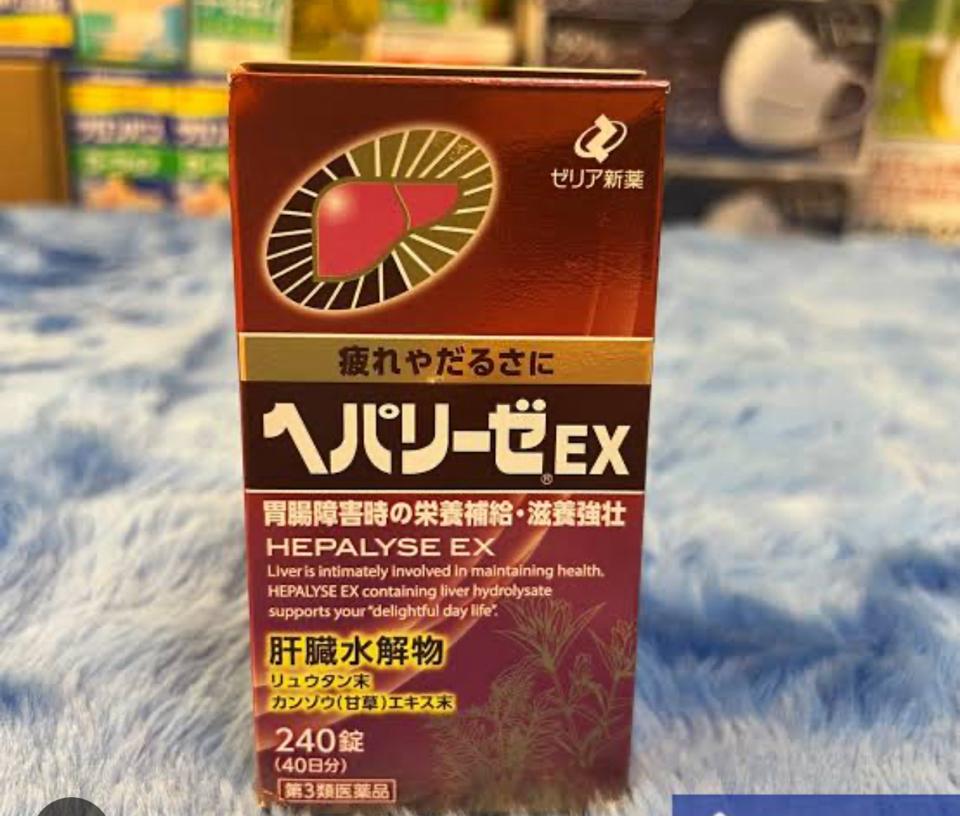 ゼリア新薬
疲れやだるさに
ヘパリーゼ®EX
胃腸障害時の栄養補給・滋養強壮
HEPALYSE EX
Liver is intimately involved in maintaining health.
HEPALYSE EX containing liver hydrolysate
supports your "delightful day life".
肝臓水解物
リュウタン末
カンゾウ(甘草)エキス末
240錠
(40日分)
第3類医薬品